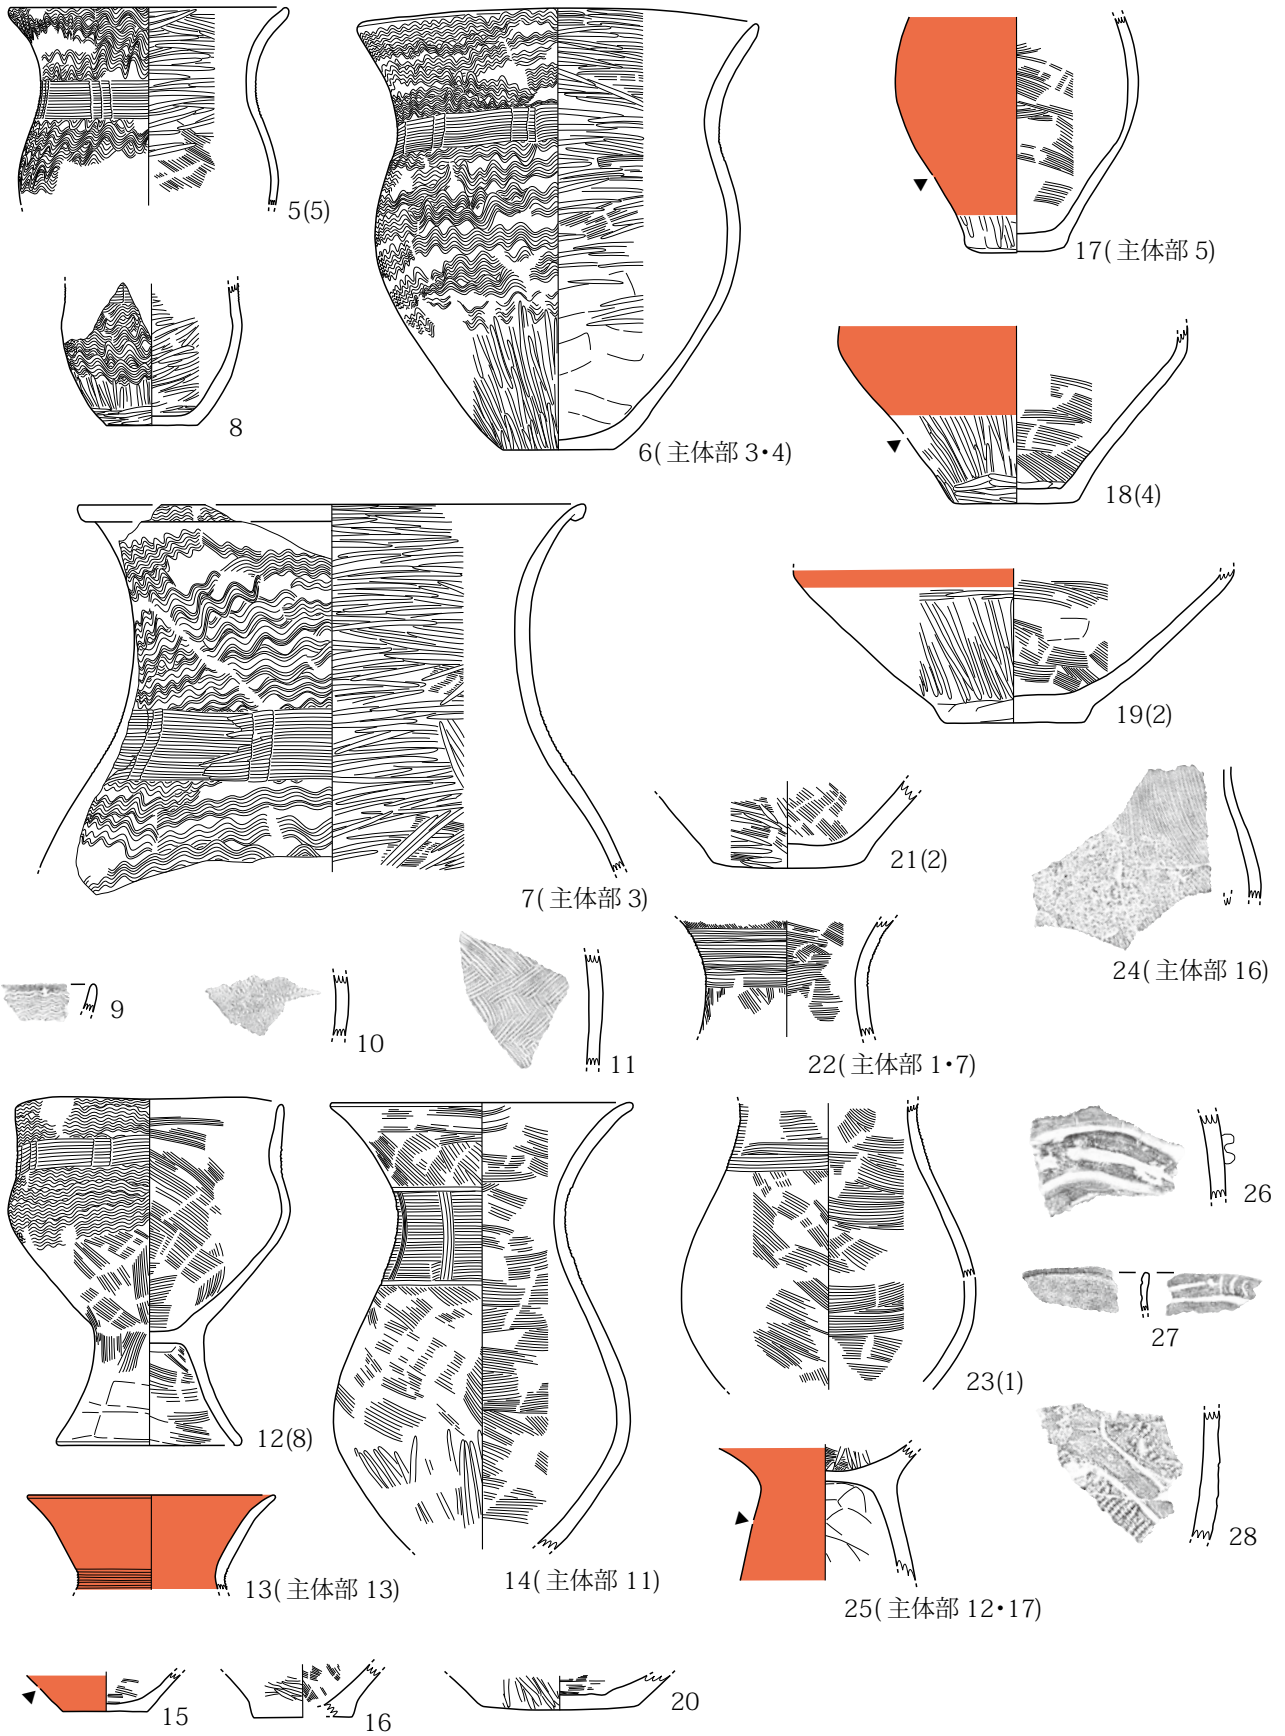 5(5)
6(主体部 3・4)
17(主体部 5)
8
18(4)
7(主体部 3)
19(2)
21(2)
24(主体部 16)
9
10
11
22(主体部 1・7)
12(8)
14(主体部 11)
23(1)
26
27
28
13(主体部 13)
25(主体部 12・17)
15
16
20